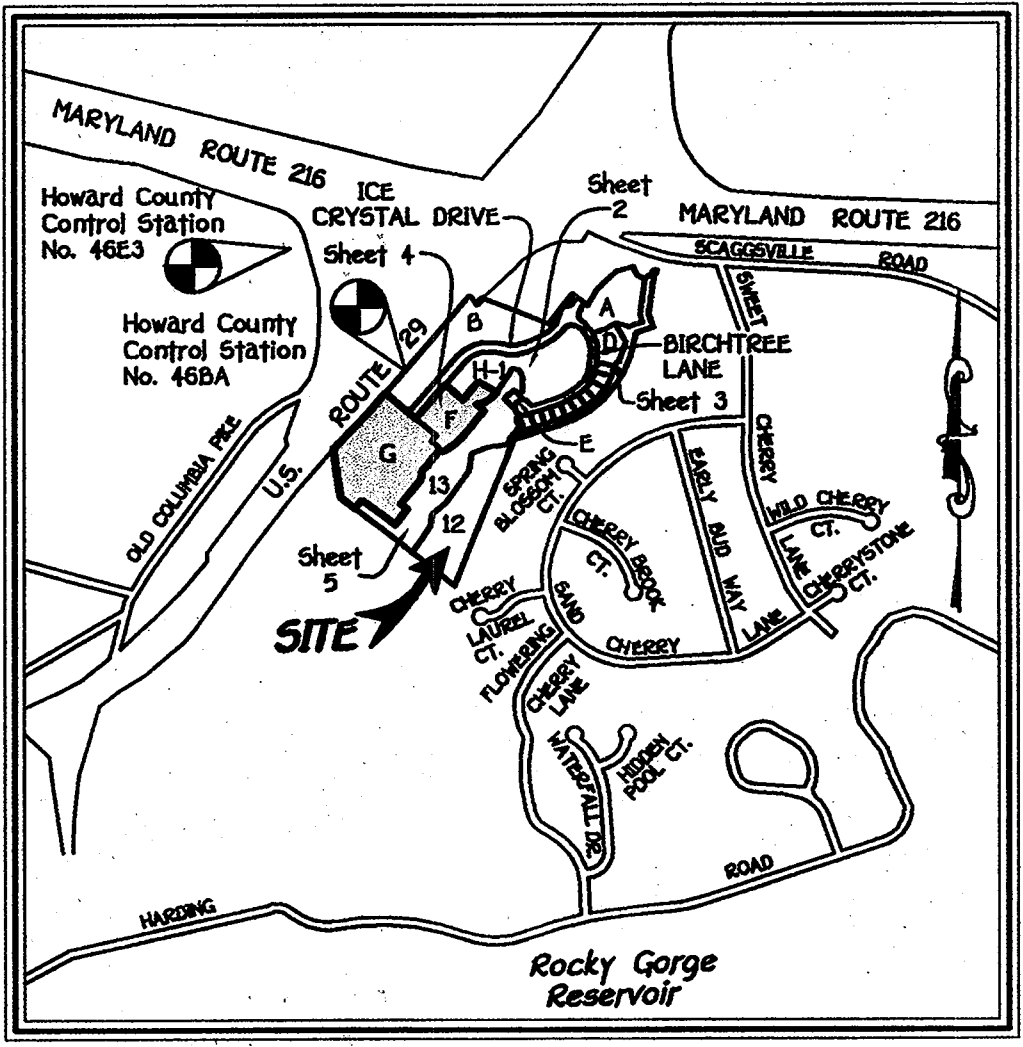 MARYLAND ROUTE 216
Howard County
Control Station
No. 46E3
ICE
CRYSTAL DRIVE
Sheet
2
MARYLAND ROUTE 216
SCAGGSVILLE ROAD
Sheet 4
Howard County
Control Station
No. 46BA
U.S. ROUTE 29
B
A
D
H-1
F
G
E
13
12
BIRCHTREE
LANE
Sheet 3
SWEET CHERRY LANE
OLD COLUMBIA PIKE
SPRING
BLOSSOM
CT.
EARLY BUD WAY
WILD CHERRY
CT.
CHERRYSTONE
CT.
CHERRY BROOK
CT.
Sheet
5
SITE
CHERRY
LAUREL
CT.
SAND CHERRY LANE
FLOWERING
CHERRY
LANE
WATERFALL DR.
HIDDEN
POOL CT.
HARDING ROAD
Rocky Gorge
Reservoir